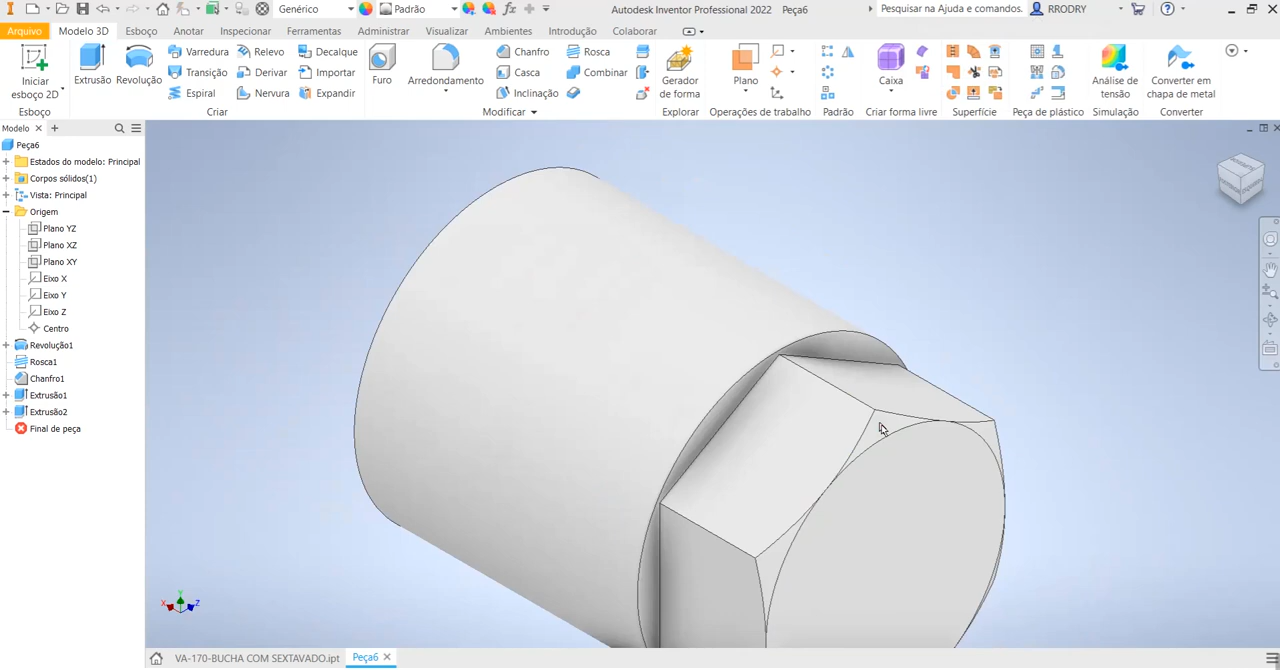 Genérico
Padrão
Autodesk Inventor Professional 2022 Peça6
Pesquisar na Ajuda e comandos.
RRODRY
Arquivo
Modelo 3D
Esboço
Anotar
Inspecionar
Ferramentas
Administrar
Visualizar
Ambientes
Introdução
Colaborar
Iniciar
esboço 2D
Extrusão
Revolução
Varredura
Relevo
Decalque
Transição
Derivar
Importar
Espiral
Nervura
Expandir
Furo
Arredondamento
Chanfro
Rosca
Casca
Combinar
Inclinação
Gerador
de forma
Plano
Caixa
Análise de
tensão
Converter em
chapa de metal
Esboço
Criar
Modificar
Explorar
Operações de trabalho
Padrão
Criar forma livre
Superfície
Peça de plástico
Simulação
Converter
Modelo
Peça6
Estados do modelo: Principal
Corpos sólidos(1)
Vista: Principal
Origem
Plano YZ
Plano XZ
Plano XY
Eixo X
Eixo Y
Eixo Z
Centro
Revolução1
Rosca1
Chanfro1
Extrusão1
Extrusão2
Final de peça
X
Y
Z
VA-170-BUCHA COM SEXTAVADO.ipt
Peça6